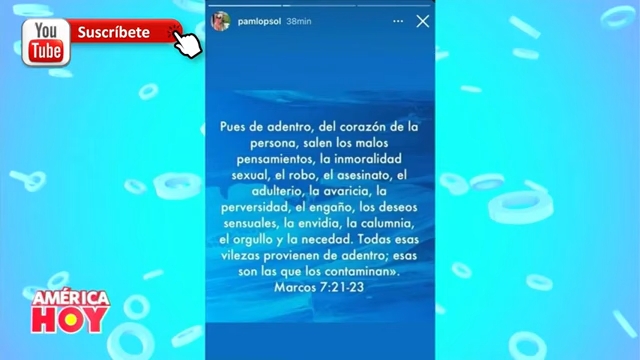 You
Tube
Suscríbete
pamlopsol 38min
Pues de adentro, del corazón de la
persona, salen los malos
pensamientos, la inmoralidad
sexual, el robo, el asesinato, el
adulterio, la avaricia, la
perversidad, el engaño, los deseos
sensuales, la envidia, la calumnia,
el orgullo y la necedad. Todas esas
vilezas provienen de adentro; esas
son las que los contaminan».
Marcos 7:21-23
AMÉRICA
HOY